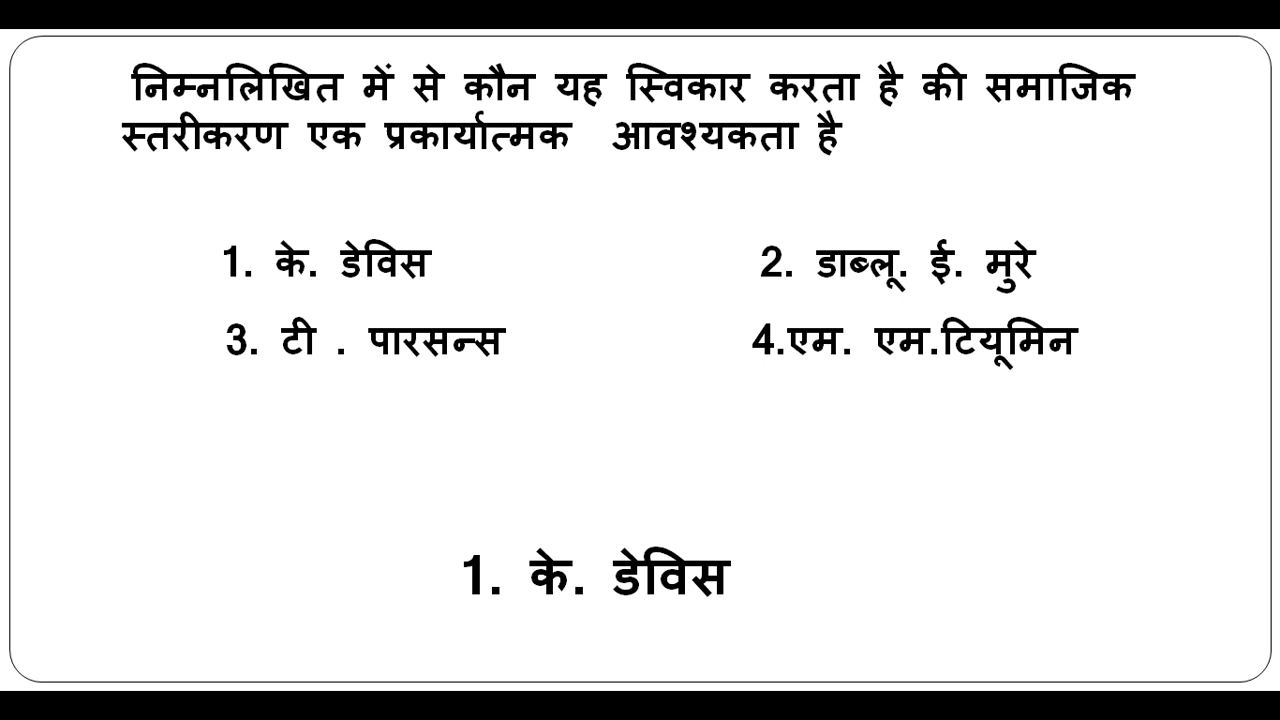 निम्नलिखित में से कौन यह स्विकार करता है की समाजिक
स्तरीकरण एक प्रकार्यात्मक आवश्यकता है
1. के. डेविस 2. डाब्लू. ई. मुरे
3. टी . पारसन्स 4.एम. एम.टियूमिन
1. के. डेविस